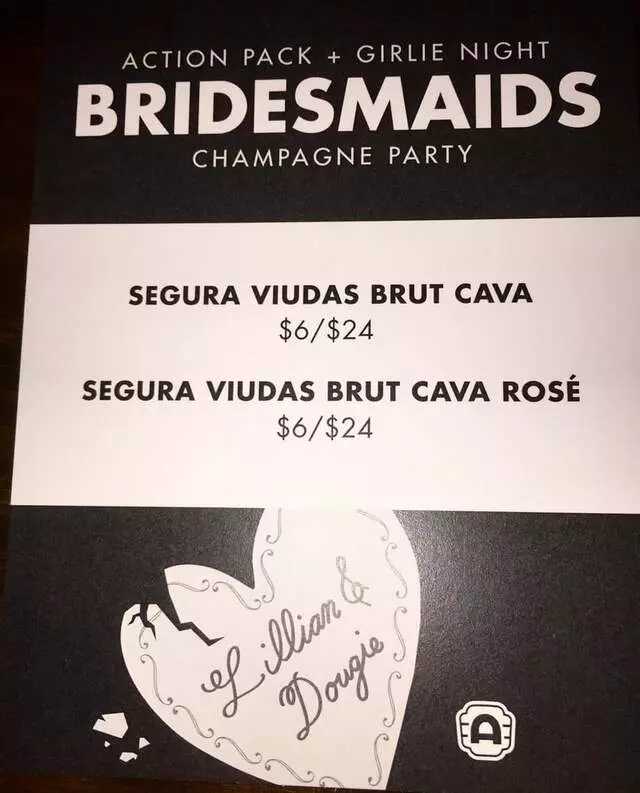 ACTION PACK + GIRLIE NIGHT
BRIDESMAIDS
CHAMPAGNE PARTY
SEGURA VIUDAS BRUT CAVA
$6/$24
SEGURA VIUDAS BRUT CAVA ROSÉ
$6/$24
Lillian &
Dougie
A